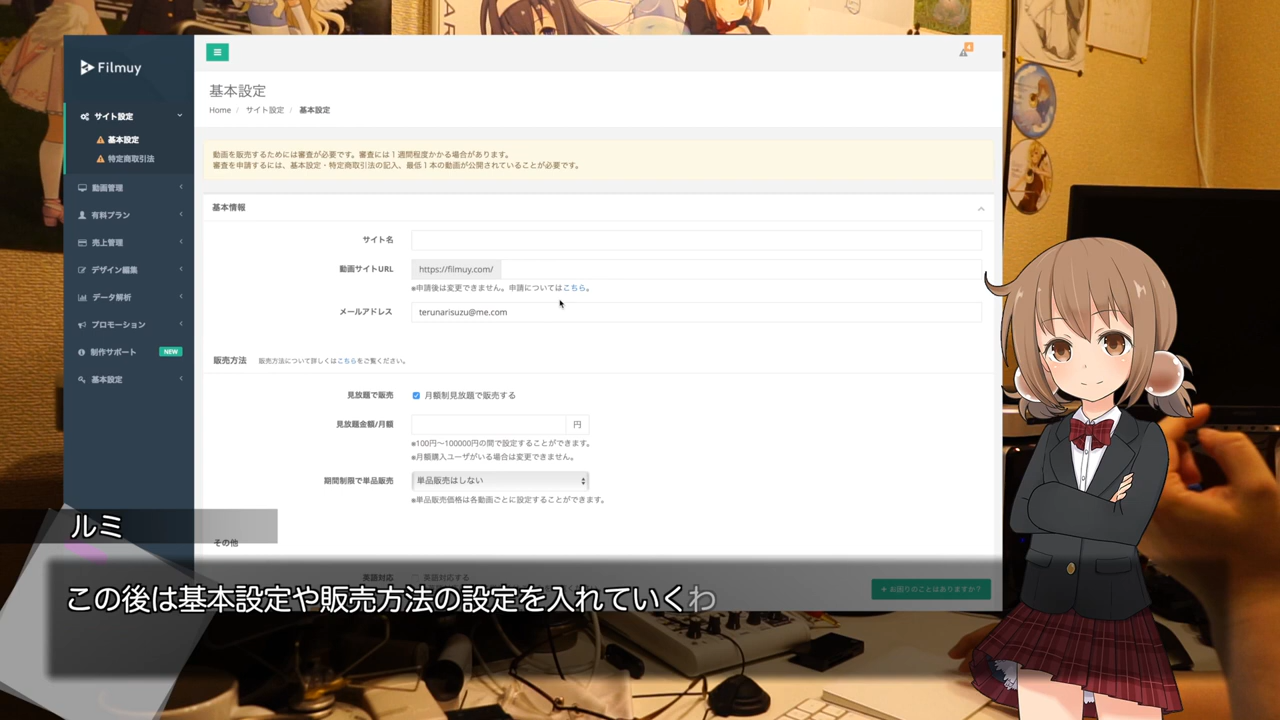 Filmuy
サイト設定
基本設定
特定商取引法
動画管理
有料プラン
売上管理
デザイン編集
データ解析
プロモーション
制作サポート NEW
基本設定
4
基本設定
Home / サイト設定 / 基本設定
動画を販売するためには審査が必要です。審査には1週間程度かかる場合があります。
審査を申請するには、基本設定・特定商取引法の記入、最低1本の動画が公開されていることが必要です。
基本情報
サイト名
動画サイトURL https://filmuy.com/
※申請後は変更できません。申請についてはこちら。
メールアドレス terunarisuzu@me.com
販売方法 販売方法について詳しくはこちらをご覧ください。
見放題で販売 月額制見放題で販売する
見放題金額/月額 円
※100円〜100000円の間で設定することができます。
※月額購入ユーザがいる場合は変更できません。
期間制限で単品販売 単品販売はしない
※単品販売価格は各動画ごとに設定することができます。
その他
英語対応 英語対応する
+ お困りのことはありますか?
ルミ
この後は基本設定や販売方法の設定を入れていくわ